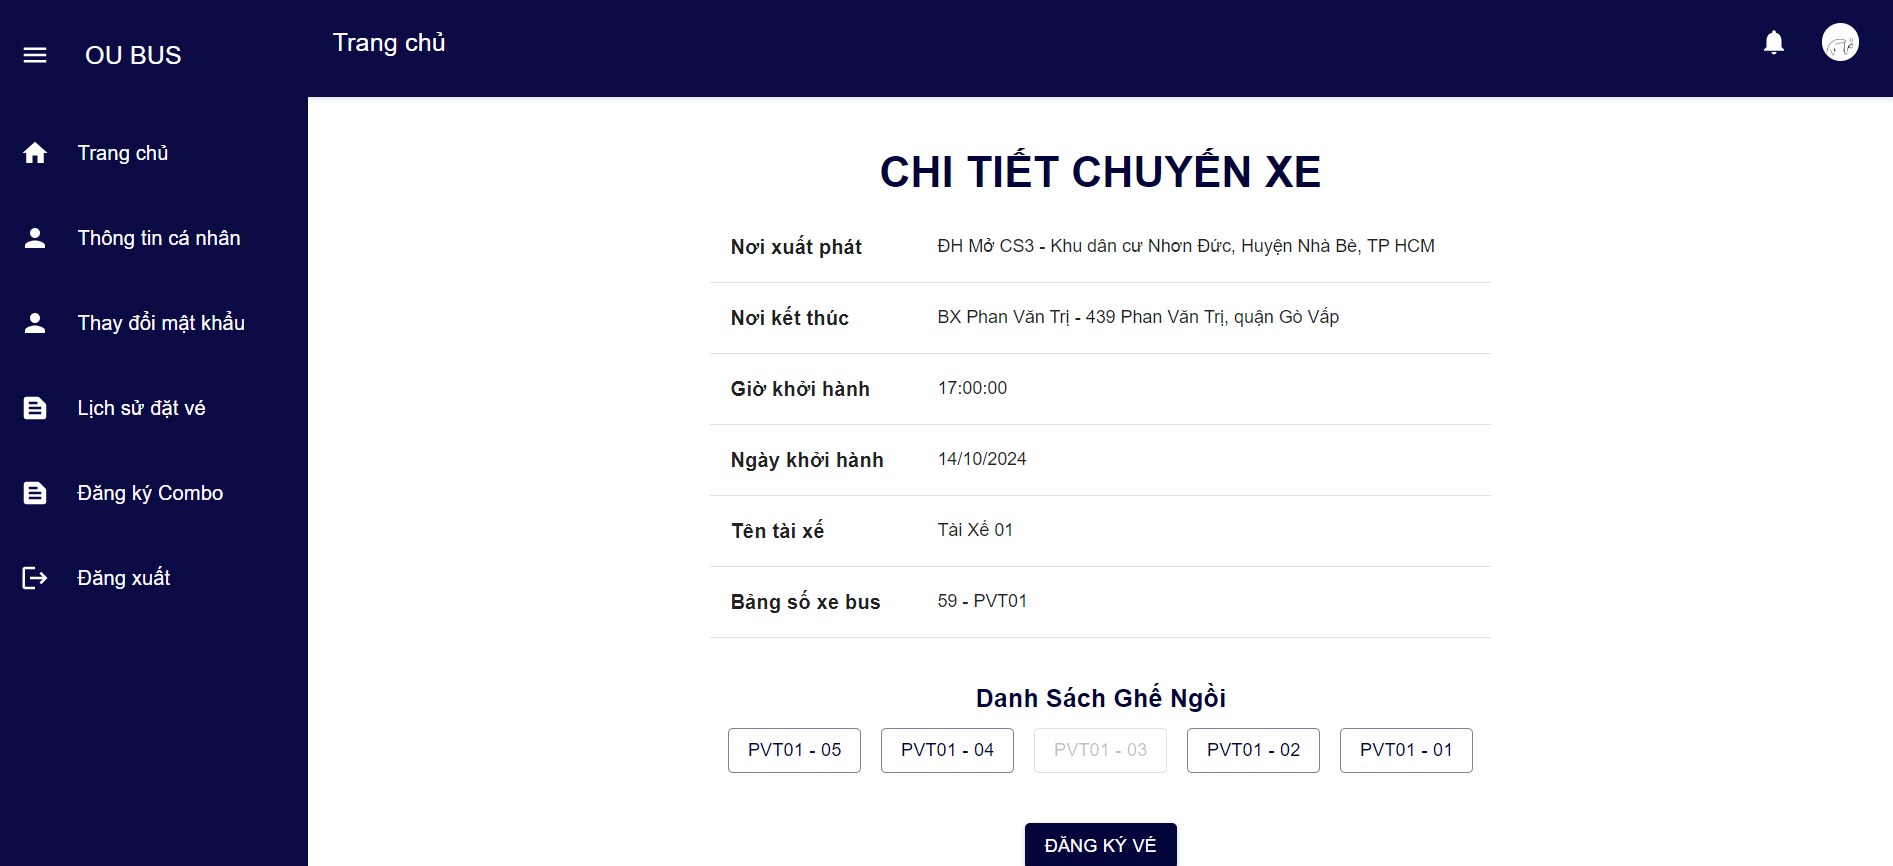 OU BUS
Trang chủ
Trang chủ
Thông tin cá nhân
Thay đổi mật khẩu
Lịch sử đặt vé
Đăng ký Combo
Đăng xuất
CHI TIẾT CHUYẾN XE
Nơi xuất phát ĐH Mở CS3 - Khu dân cư Nhơn Đức, Huyện Nhà Bè, TP HCM
Nơi kết thúc BX Phan Văn Trị - 439 Phan Văn Trị, quận Gò Vấp
Giờ khởi hành 17:00:00
Ngày khởi hành 14/10/2024
Tên tài xế Tài Xế 01
Bảng số xe bus 59 - PVT01
Danh Sách Ghế Ngồi
PVT01 - 05 PVT01 - 04 PVT01 - 03 PVT01 - 02 PVT01 - 01
ĐĂNG KÝ VÉ